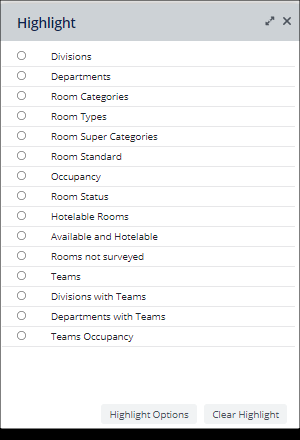 Highlight
Divisions
Departments
Room Categories
Room Types
Room Super Categories
Room Standard
Occupancy
Room Status
Hotelable Rooms
Available and Hotelable
Rooms not surveyed
Teams
Divisions with Teams
Departments with Teams
Teams Occupancy
Highlight Options
Clear Highlight